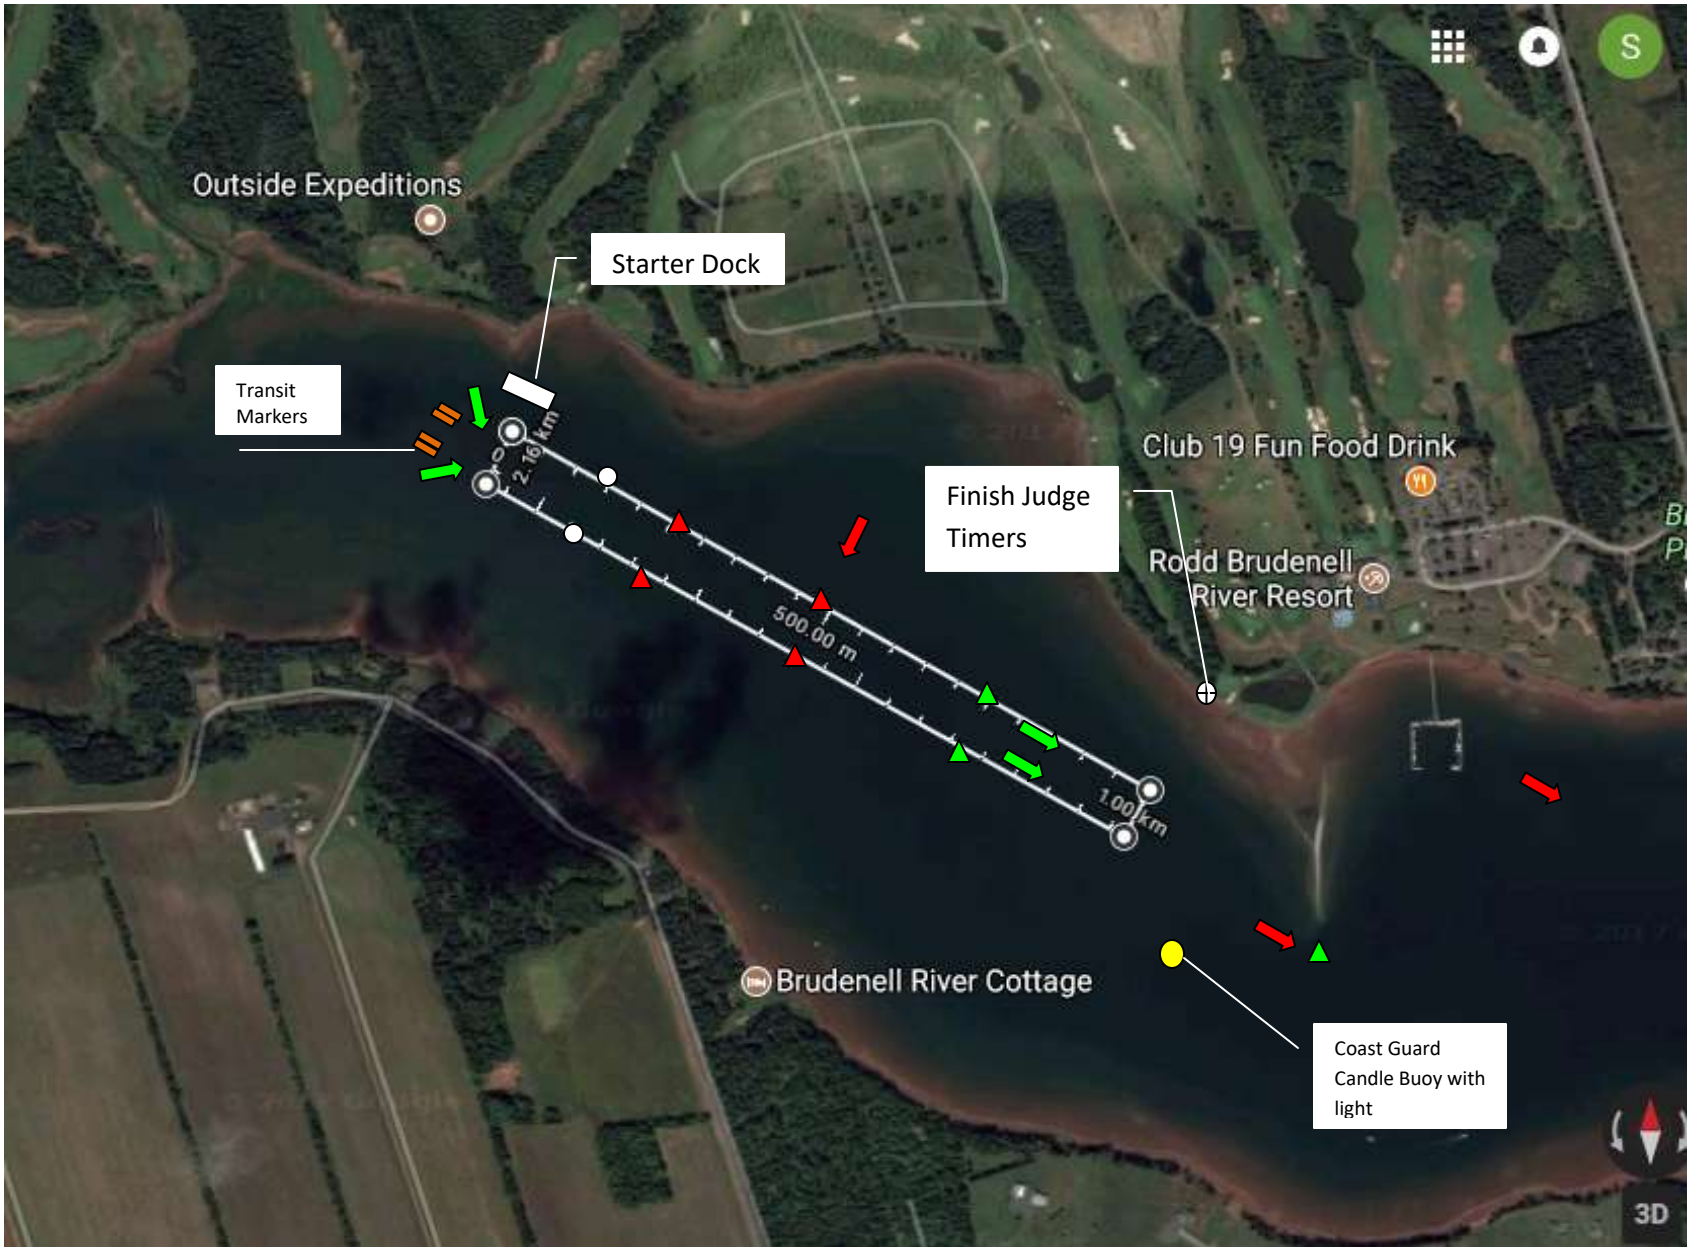 S
Outside Expeditions
Starter Dock
Transit
Markers
2.16 km
0
Club 19 Fun Food Drink
Finish Judge
Timers
Rodd Brudenell
River Resort
500.00 m
1.00 km
Brudenell River Cottage
Coast Guard
Candle Buoy with
light
3D